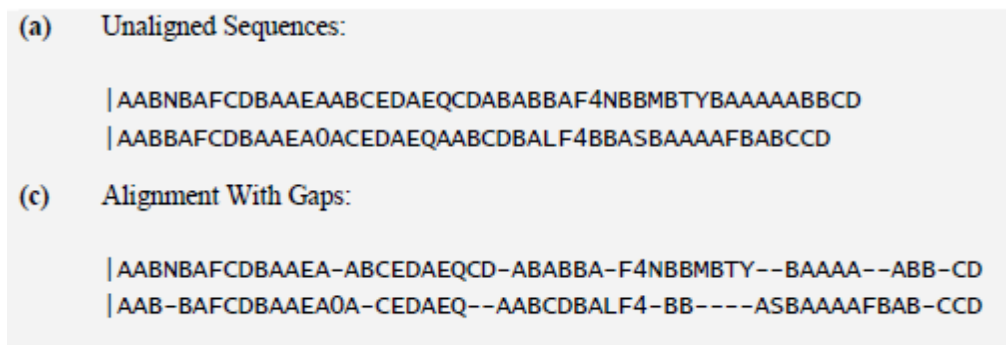 (a) Unaligned Sequences:
|AABNBAFCDBAAEAABCEDAEQCDABABBAF4NBBMBTYBAAAAABBCD
|AABBAFCDBAAEA0ACEDAEQAABCDBALF4BBASBAAAAFBABCCD
(c) Alignment With Gaps:
|AABNBAFCDBAAEA-ABCEDAEQCD-ABABBA-F4NBBMBTY--BAAAA--ABB-CD
|AAB-BAFCDBAAEA0A-CEDAEQ--AABCDBALF4-BB----ASBAAAAFBAB-CCD